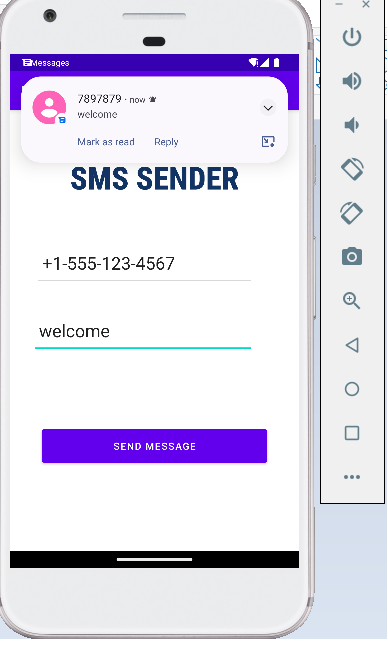 Messages
7897879 · now
welcome
Mark as read Reply
SMS SENDER
+1-555-123-4567
welcome
SEND MESSAGE